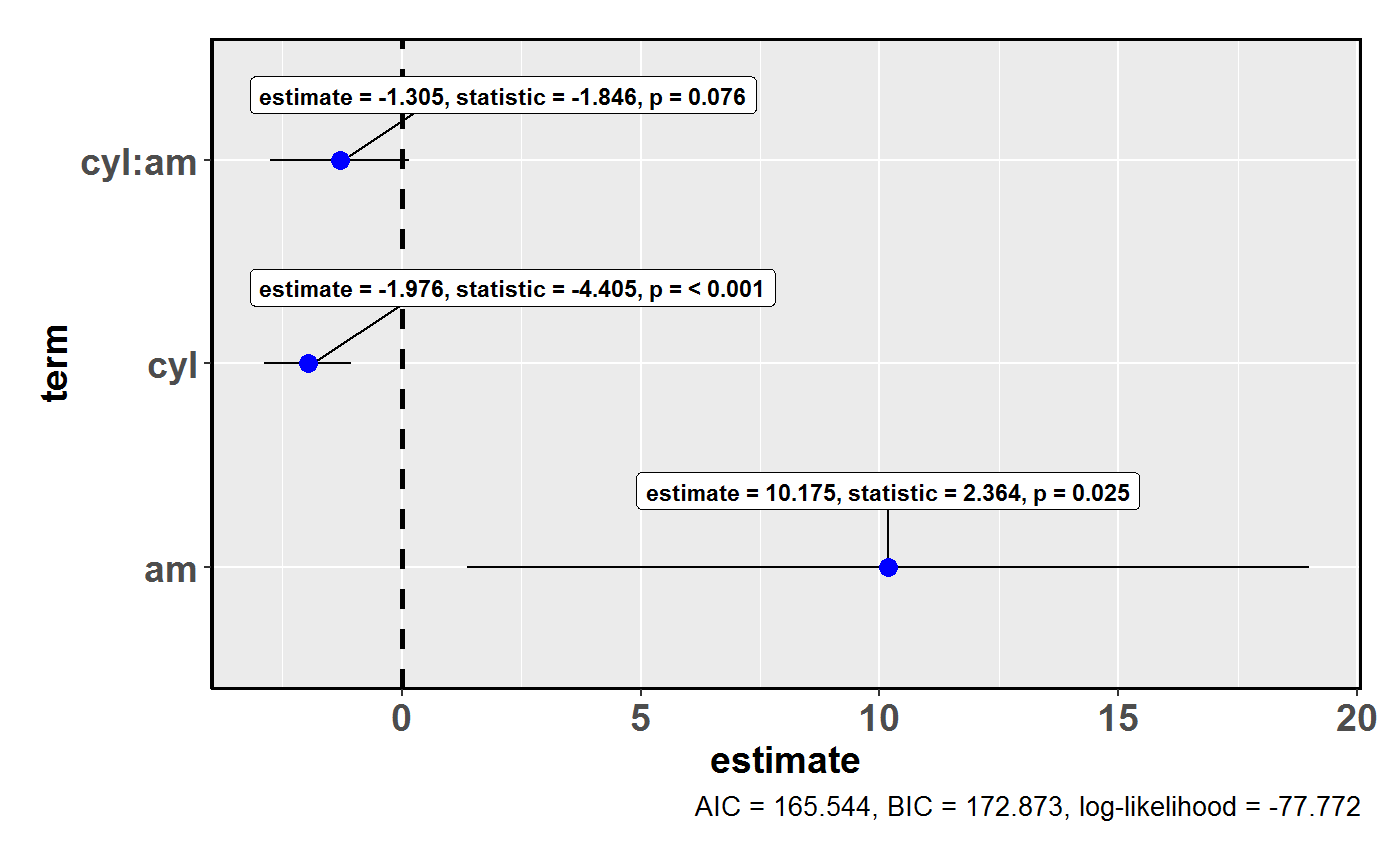 estimate = -1.305, statistic = -1.846, p = 0.076
cyl:am
estimate = -1.976, statistic = -4.405, p = < 0.001
cyl
term
estimate = 10.175, statistic = 2.364, p = 0.025
am
0 5 10 15 20
estimate
AIC = 165.544, BIC = 172.873, log-likelihood = -77.772